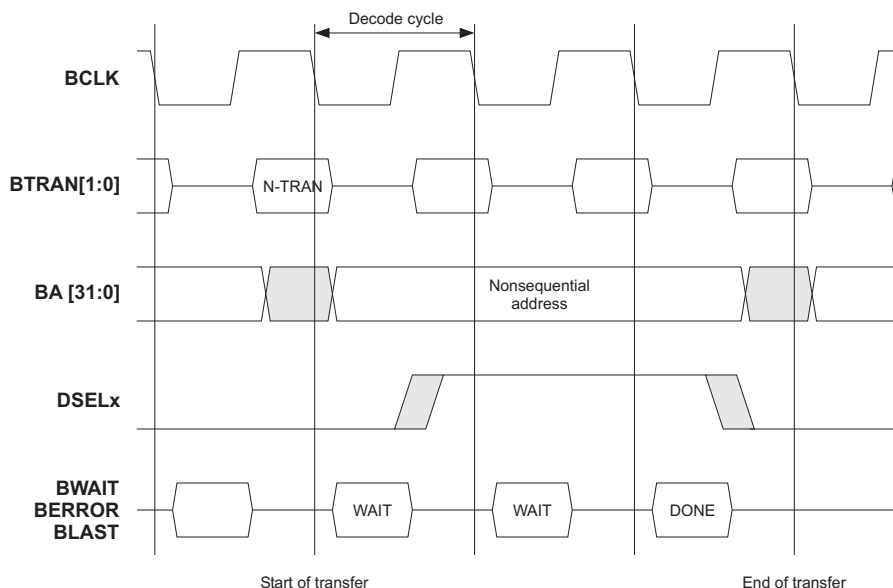 Decode cycle
BCLK
BTRAN[1:0]
N-TRAN
BA [31:0]
Nonsequential
address
DSELx
BWAIT
BERROR
BLAST
WAIT
WAIT
DONE
Start of transfer
End of transfer